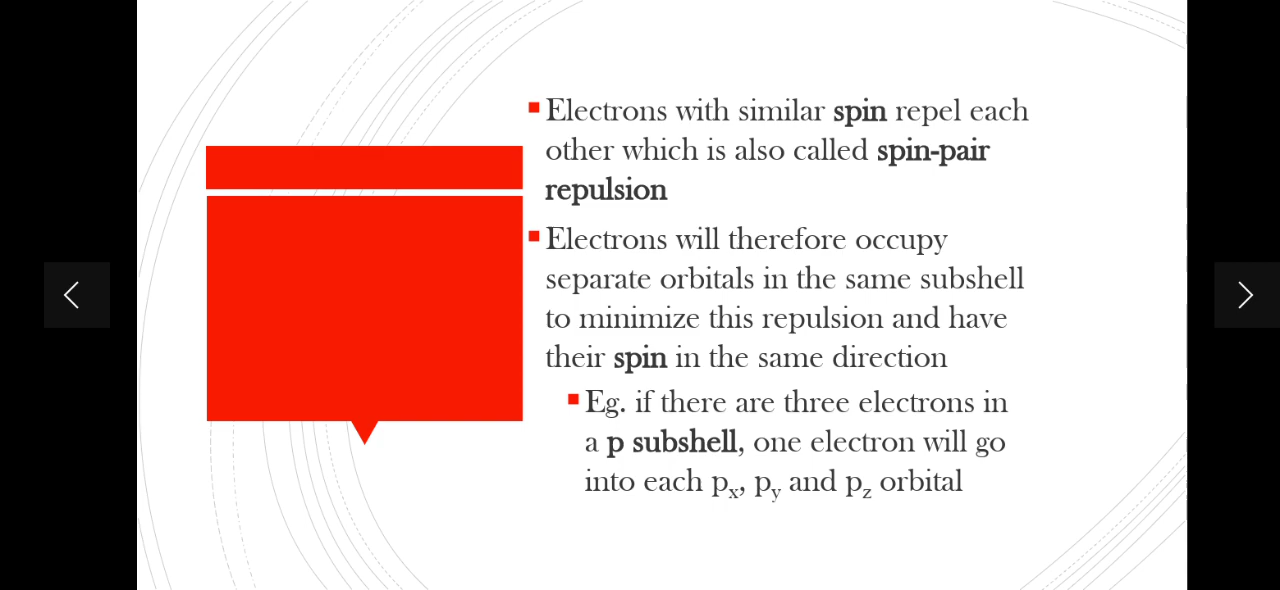 Electrons with similar spin repel each
other which is also called spin-pair
repulsion
Electrons will therefore occupy
separate orbitals in the same subshell
to minimize this repulsion and have
their spin in the same direction
Eg. if there are three electrons in
a p subshell, one electron will go
into each pₓ, p_y and p_z orbital